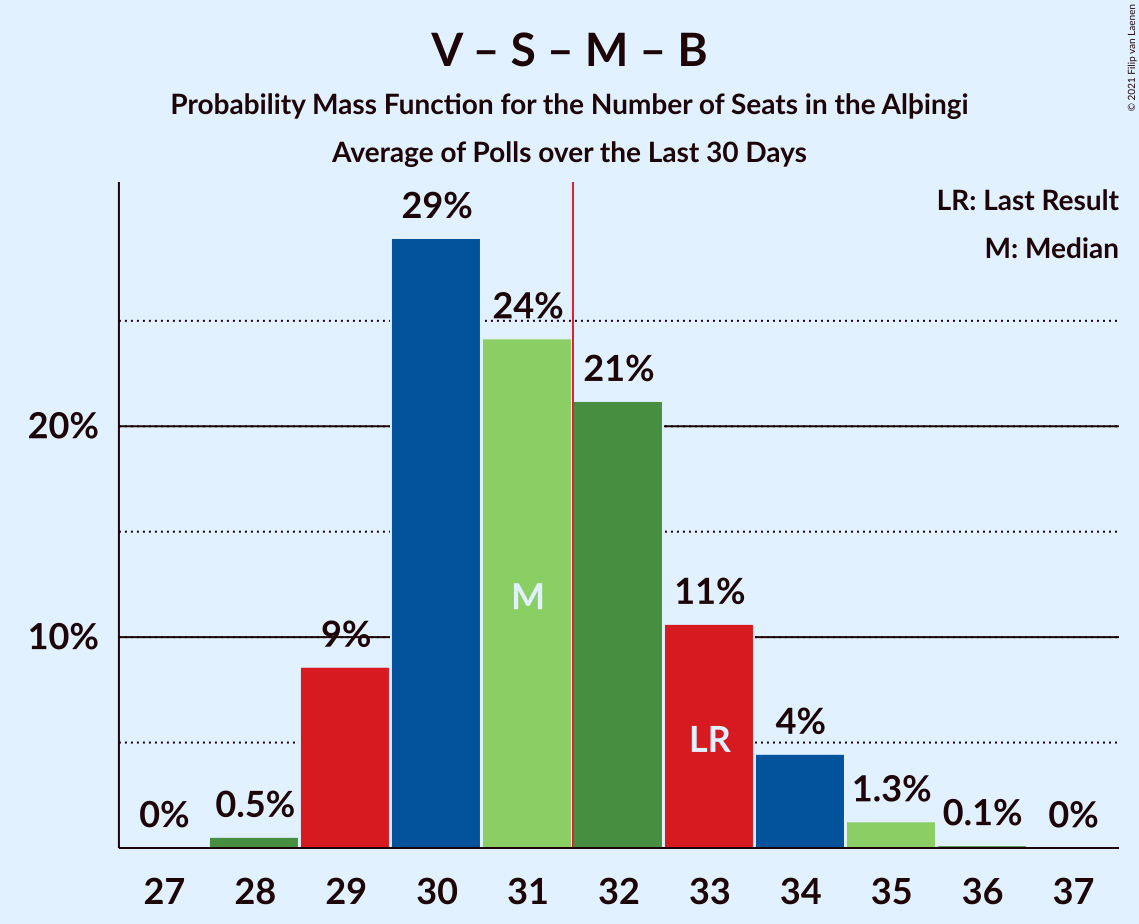 V – S – M – B
Probability Mass Function for the Number of Seats in the Alþingi
Average of Polls over the Last 30 Days
© 2021 Filip van Laenen
LR: Last Result
M: Median
29%
24%
21%
20%
M
11%
10%
9%
LR
4%
1.3%
0.5%
0.1%
0%
0%
27 28 29 30 31 32 33 34 35 36 37